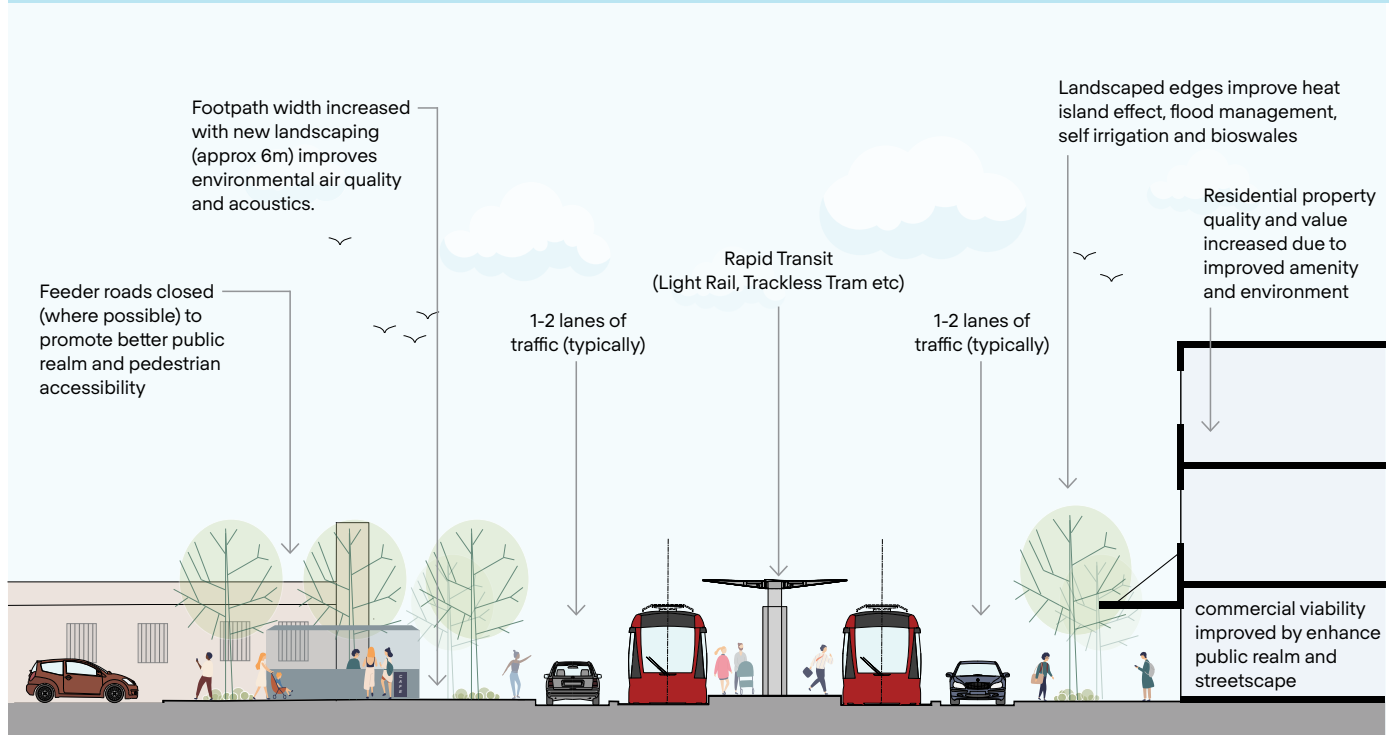 Footpath width increased
with new landscaping
(approx 6m) improves
environmental air quality
and acoustics.
Feeder roads closed
(where possible) to
promote better public
realm and pedestrian
accessibility
1-2 lanes of
traffic (typically)
Rapid Transit
(Light Rail, Trackless Tram etc)
1-2 lanes of
traffic (typically)
Landscaped edges improve heat
island effect, flood management,
self irrigation and bioswales
Residential property
quality and value
increased due to
improved amenity
and environment
commercial viability
improved by enhance
public realm and
streetscape
CAFE